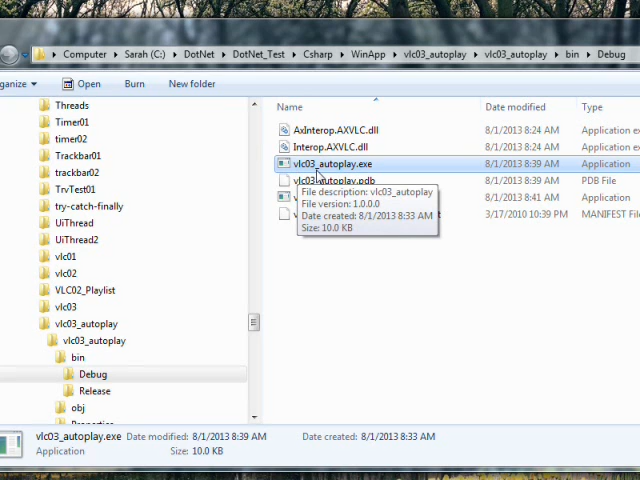 Computer ▸ Sarah (C:) ▸ DotNet ▸ DotNet_Test ▸ Csharp ▸ WinApp ▸ vlc03_autoplay ▸ vlc03_autoplay ▸ bin ▸ Debug
ganize Open Burn New folder
Threads
Timer01
timer02
Trackbar01
trackbar02
TrvTest01
try-catch-finally
UiThread
UiThread2
vlc01
vlc02
VLC02_Playlist
vlc03
vlc03_autoplay
vlc03_autoplay
bin
Debug
Release
obj
Name Date modified Type
AxInterop.AXVLC.dll 8/1/2013 8:24 AM Application ex
Interop.AXVLC.dll 8/1/2013 8:24 AM Application ex
vlc03_autoplay.exe 8/1/2013 8:39 AM Application
vlc03_autoplay.pdb 8/1/2013 8:39 AM PDB File
8/1/2013 8:41 AM Application
3/17/2010 10:39 PM MANIFEST File
File description: vlc03_autoplay
File version: 1.0.0.0
Date created: 8/1/2013 8:33 AM
Size: 10.0 KB
vlc03_autoplay.exe Date modified: 8/1/2013 8:39 AM Date created: 8/1/2013 8:33 AM
Application Size: 10.0 KB